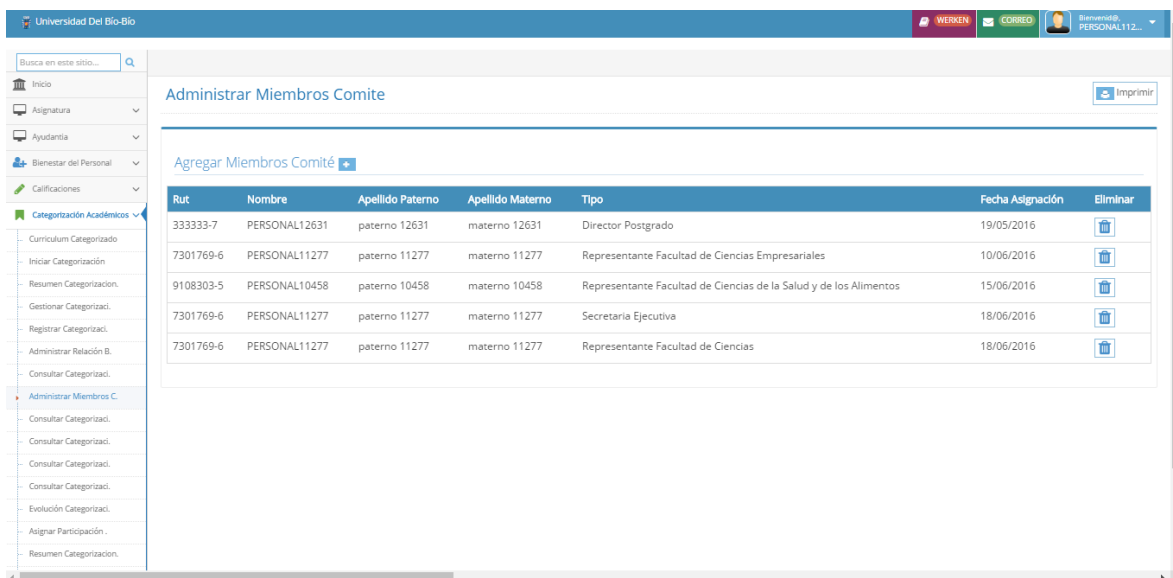 Universidad Del Bío-Bío
WERKEN
CORREO
Bienvenid@,
PERSONAL112...
Busca en este sitio...
Inicio
Asignatura
Ayudantia
Bienestar del Personal
Calificaciones
Categorización Académicos
Curriculum Categorizado
Iniciar Categorización
Resumen Categorizacion.
Gestionar Categorizaci.
Registrar Categorizaci.
Administrar Relación B.
Consultar Categorizaci.
Administrar Miembros C.
Consultar Categorizaci.
Consultar Categorizaci.
Consultar Categorizaci.
Consultar Categorizaci.
Evolución Categorizaci.
Asignar Participación .
Resumen Categorizacion.
Administrar Miembros Comite
Imprimir
Agregar Miembros Comité
Rut Nombre Apellido Paterno Apellido Materno Tipo Fecha Asignación Eliminar
333333-7 PERSONAL12631 paterno 12631 materno 12631 Director Postgrado 19/05/2016
7301769-6 PERSONAL11277 paterno 11277 materno 11277 Representante Facultad de Ciencias Empresariales 10/06/2016
9108303-5 PERSONAL10458 paterno 10458 materno 10458 Representante Facultad de Ciencias de la Salud y de los Alimentos 15/06/2016
7301769-6 PERSONAL11277 paterno 11277 materno 11277 Secretaria Ejecutiva 18/06/2016
7301769-6 PERSONAL11277 paterno 11277 materno 11277 Representante Facultad de Ciencias 18/06/2016